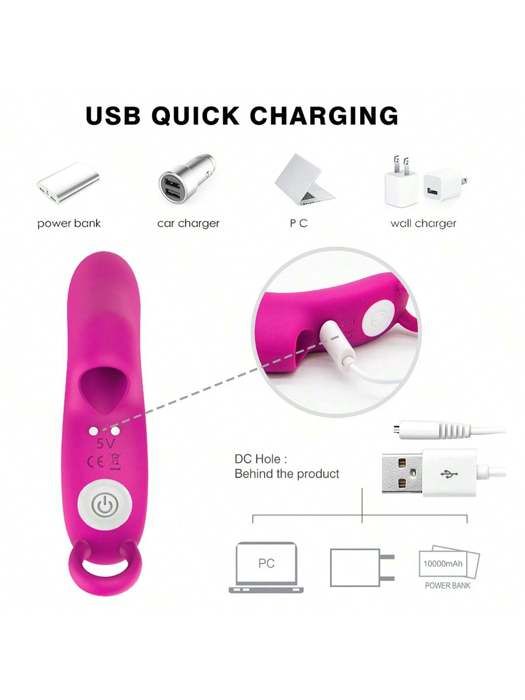 USB QUICK CHARGING
power bank
car charger
P C
wall charger
5V
CE
DC Hole :
Behind the product
PC
10000mAh
POWER BANK